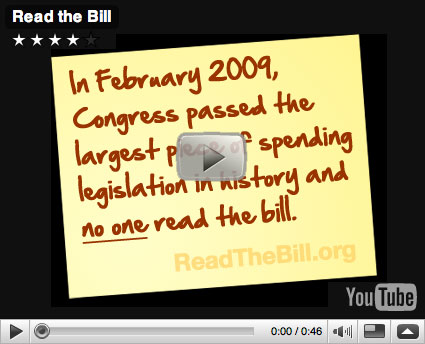 Read the Bill
In February 2009,
Congress passed the
largest piece of spending
legislation in history and
no one read the bill.
ReadTheBill.org
YouTube
0:00 / 0:46